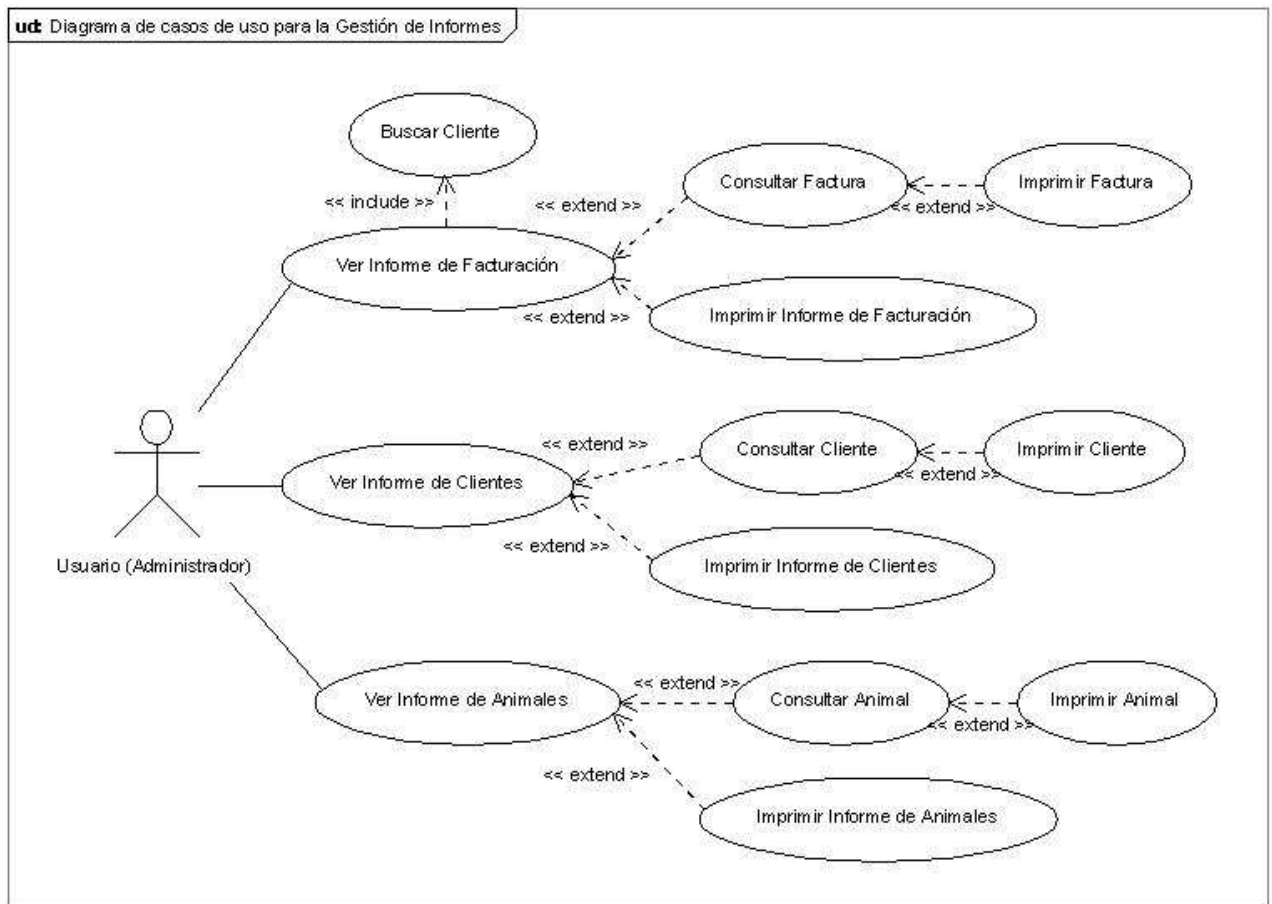 uct Diagrama de casos de uso para la Gestión de Informes
Buscar Cliente
<< include >>
<< extend >>
Consultar Factura
Imprimir Factura
<< extend >>
Ver Informe de Facturación
<< extend >>
Imprimir Informe de Facturación
<< extend >>
Consultar Cliente
Imprimir Cliente
<< extend >>
Ver Informe de Clientes
<< extend >>
Imprimir Informe de Clientes
Usuario (Administrador)
<< extend >>
Ver Informe de Animales
Consultar Animal
Imprimir Animal
<< extend >>
<< extend >>
Imprimir Informe de Animales